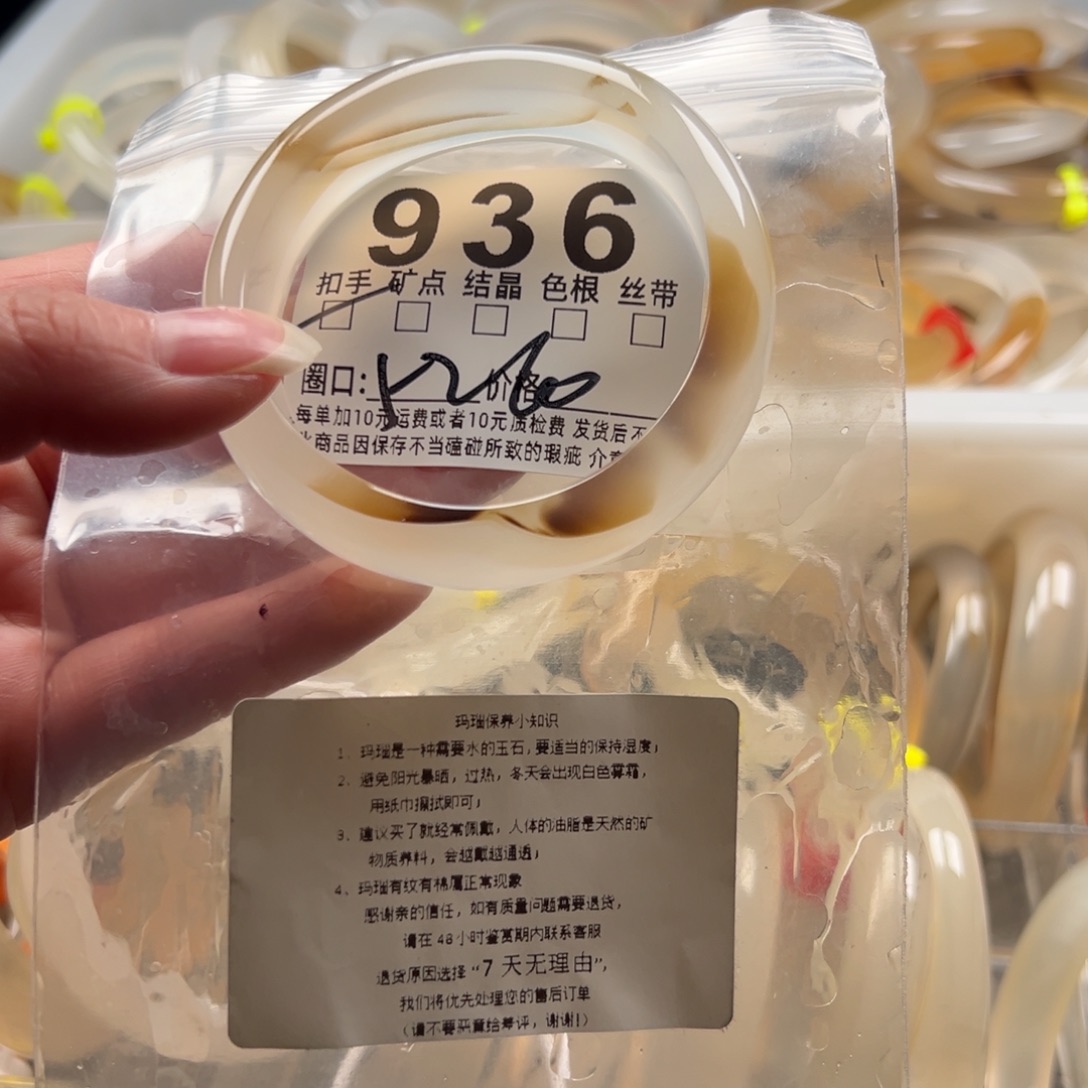 936
扣手 矿点 结晶 色根 丝带
圈口: 价格
每单加10元运费或者10元质检费 发货后不
商品因保存不当磕碰所致的瑕疵 介
玛瑙保养小知识
1、玛瑙是一种需要水的玉石,要适当的保持湿度;
2、避免阳光暴晒,过热,冬天会出现白色雾霜,
用纸巾擦拭即可;
3、建议买了就经常佩戴,人体的油脂是天然的矿
物质养料,会越戴越通透;
4、玛瑙有纹有棉属正常现象
感谢亲的信任,如有质量问题需要退货,
请在48小时鉴赏期内联系客服
退货原因选择“7天无理由”,
我们将优先处理您的售后订单
(请不要恶意给差评,谢谢!)